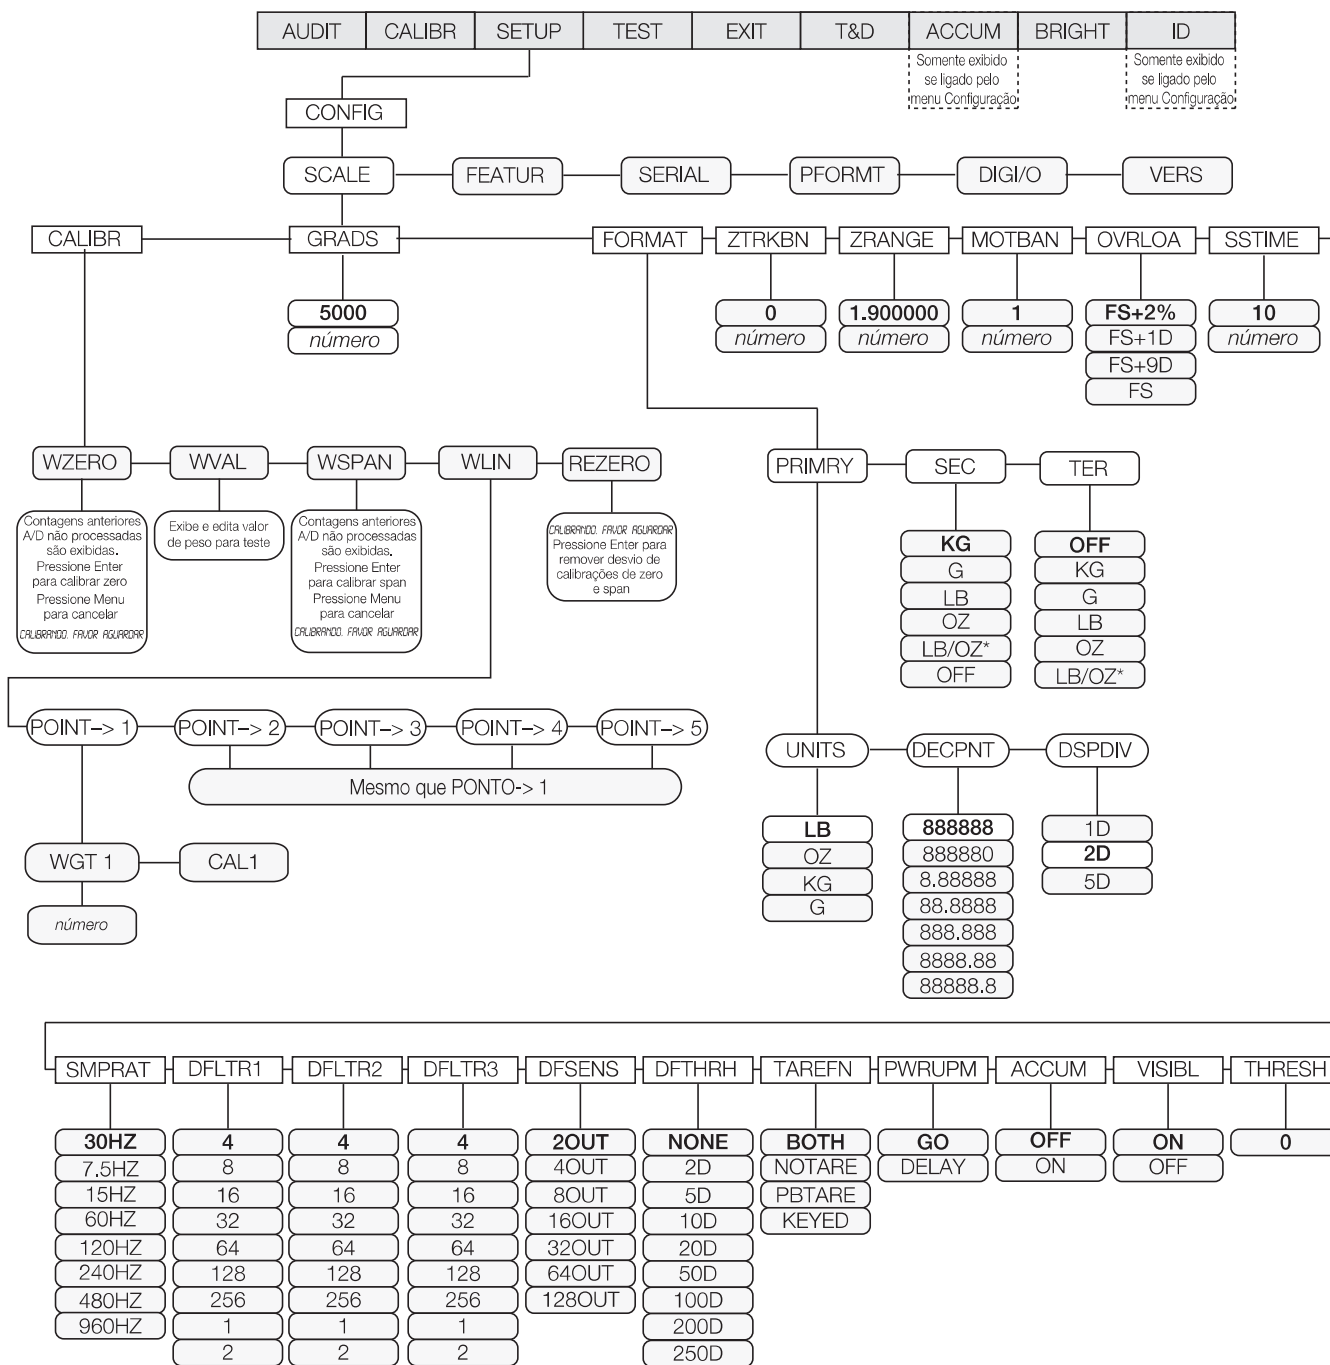 AUDIT CALIBR SETUP TEST EXIT T&D ACCUM BRIGHT ID
Somente exibido
se ligado pelo
menu Configuração
Somente exibido
se ligado pelo
menu Configuração
CONFIG
SCALE FEATUR SERIAL PFORMT DIGI/O VERS
CALIBR GRADS FORMAT ZTRKBN ZRANGE MOTBAN OVRLOA SSTIME
5000
número
0
número
1.900000
número
1
número
FS+2%
FS+1D
FS+9D
FS
10
número
WZERO WVAL WSPAN WLIN REZERO
Contagens anteriores
A/D não processadas
são exibidas.
Pressione Enter
para calibrar zero
Pressione Menu
para cancelar
CALIBRANDO. FAVOR AGUARDAR
Exibe e edita valor
de peso para teste
Contagens anteriores
A/D não processadas
são exibidas.
Pressione Enter
para calibrar span
Pressione Menu
para cancelar
CALIBRANDO. FAVOR AGUARDAR
CALIBRANDO. FAVOR AGUARDAR
Pressione Enter para
remover desvio de
calibrações de zero
e span
PRIMRY SEC TER
KG
G
LB
OZ
LB/OZ*
OFF
OFF
KG
G
LB
OZ
LB/OZ*
POINT–> 1 POINT–> 2 POINT–> 3 POINT–> 4 POINT–> 5
Mesmo que PONTO-> 1
WGT 1 CAL1
número
UNITS DECPNT DSPDIV
LB
OZ
KG
G
888888
888880
8.88888
88.8888
888.888
8888.88
88888.8
1D
2D
5D
SMPRAT DFLTR1 DFLTR2 DFLTR3 DFSENS DFTHRH TAREFN PWRUPM ACCUM VISIBL THRESH
30HZ 4 4 4 2OUT NONE BOTH GO OFF ON 0
7.5HZ 8 8 8 4OUT 2D NOTARE DELAY ON OFF
15HZ 16 16 16 8OUT 5D PBTARE
60HZ 32 32 32 16OUT 10D KEYED
120HZ 64 64 64 32OUT 20D
240HZ 128 128 128 64OUT 50D
480HZ 256 256 256 128OUT 100D
960HZ 1 1 1 200D
2 2 2 250D